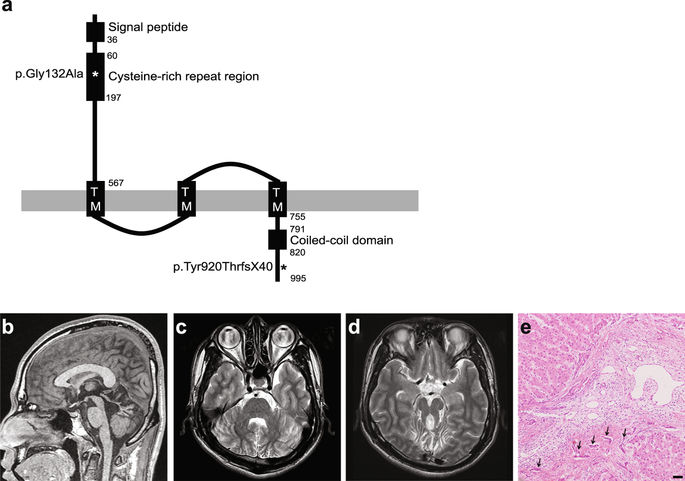 a
Signal peptide
36
60
p.Gly132Ala
*
Cysteine-rich repeat region
197
567
T
M
T
M
T
M
755
791
Coiled-coil domain
820
p.Tyr920ThrfsX40
*
995
b
c
d
e